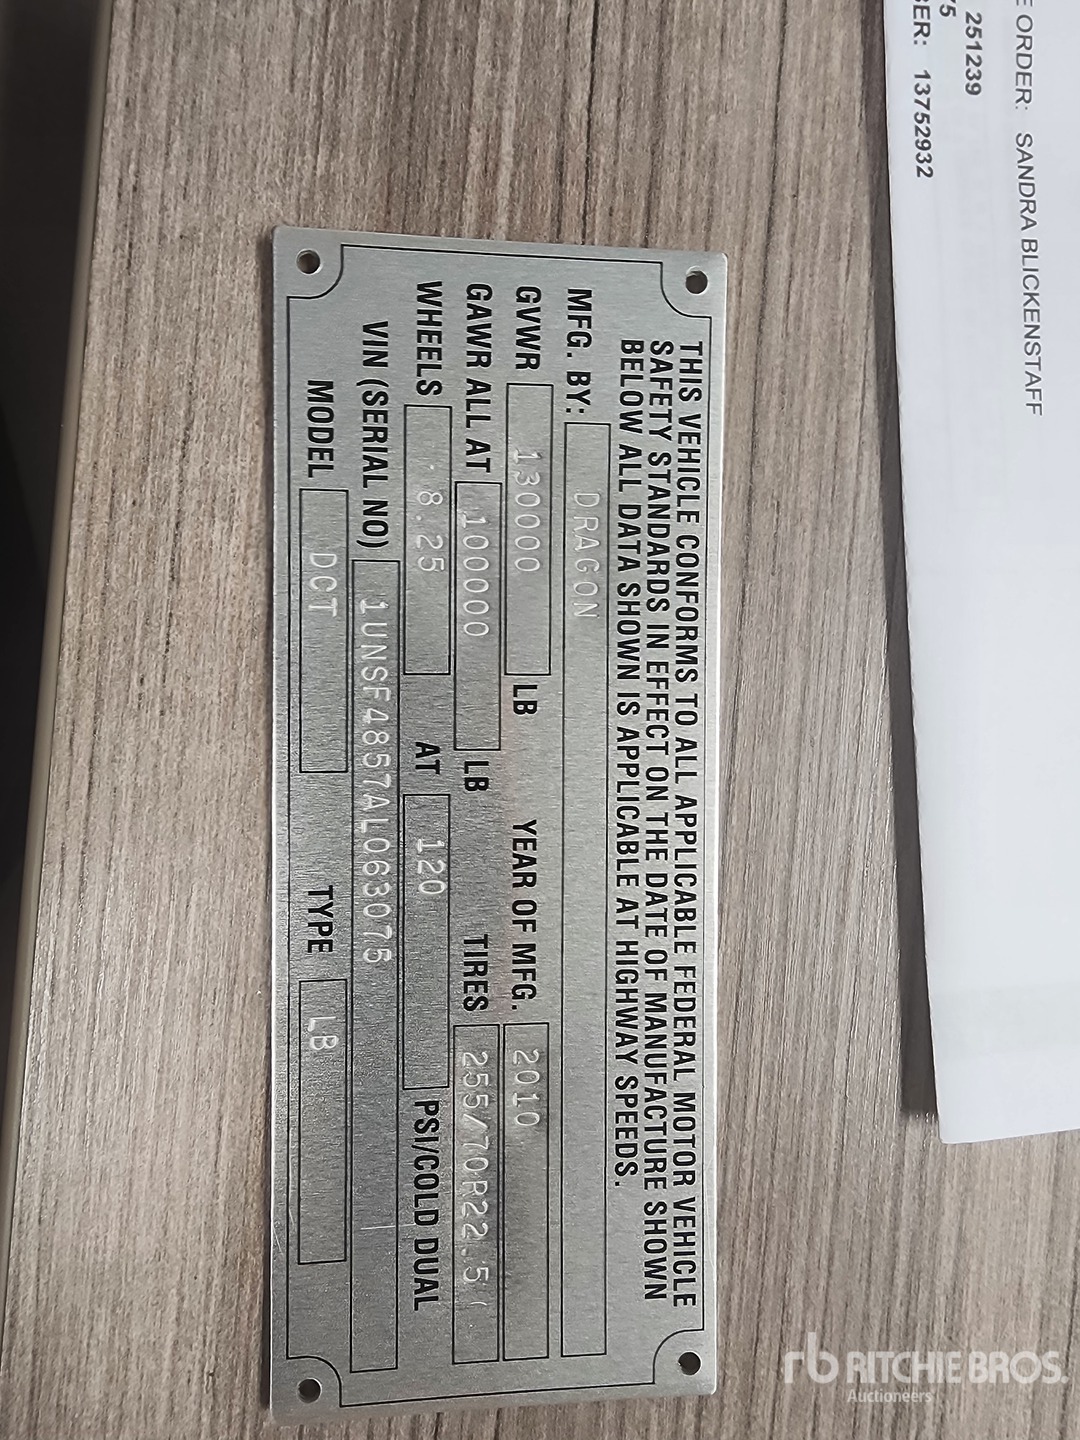 THIS VEHICLE CONFORMS TO ALL APPLICABLE FEDERAL MOTOR VEHICLE
SAFETY STANDARDS IN EFFECT ON THE DATE OF MANUFACTURE SHOWN
BELOW ALL DATA SHOWN IS APPLICABLE AT HIGHWAY SPEEDS.
MFG. BY: DRAGON
GVWR 130000 LB YEAR OF MFG. 2010
GAWR ALL AT 100000 LB TIRES 255/70R22.5(
WHEELS 8.25 AT 120 PSI/COLD DUAL
VIN (SERIAL NO) 1UNSF4857AL063075
MODEL DCT TYPE LB
E ORDER: SANDRA BLICKENSTAFF
251239
75
BER: 13752932
rb RITCHIE BROS.
Auctioneers